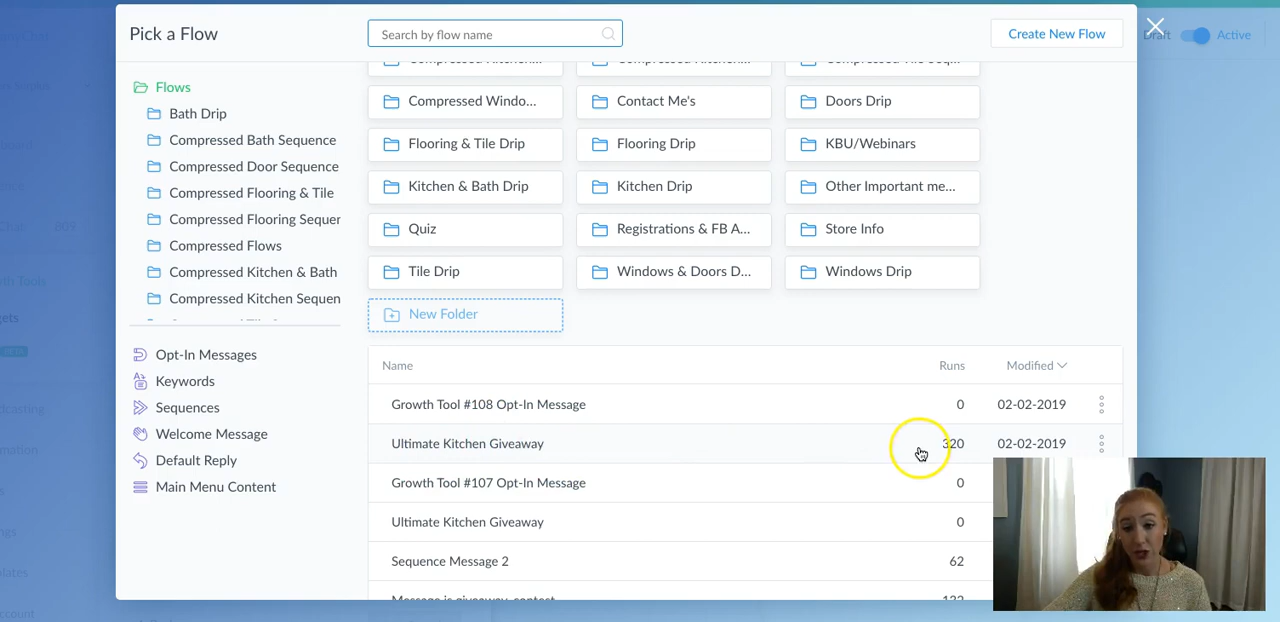 Pick a Flow
Search by flow name
Create New Flow
Draft
Active
Flows
Bath Drip
Compressed Bath Sequence
Compressed Door Sequence
Compressed Flooring & Tile
Compressed Flooring Sequer
Compressed Flows
Compressed Kitchen & Bath
Compressed Kitchen Sequen
Opt-In Messages
Keywords
Sequences
Welcome Message
Default Reply
Main Menu Content
Compressed Windo...
Contact Me's
Doors Drip
Flooring & Tile Drip
Flooring Drip
KBU/Webinars
Kitchen & Bath Drip
Kitchen Drip
Other Important me...
Quiz
Registrations & FB A...
Store Info
Tile Drip
Windows & Doors D...
Windows Drip
New Folder
Name Runs Modified
Growth Tool #108 Opt-In Message 0 02-02-2019
Ultimate Kitchen Giveaway 320 02-02-2019
Growth Tool #107 Opt-In Message 0
Ultimate Kitchen Giveaway 0
Sequence Message 2 62